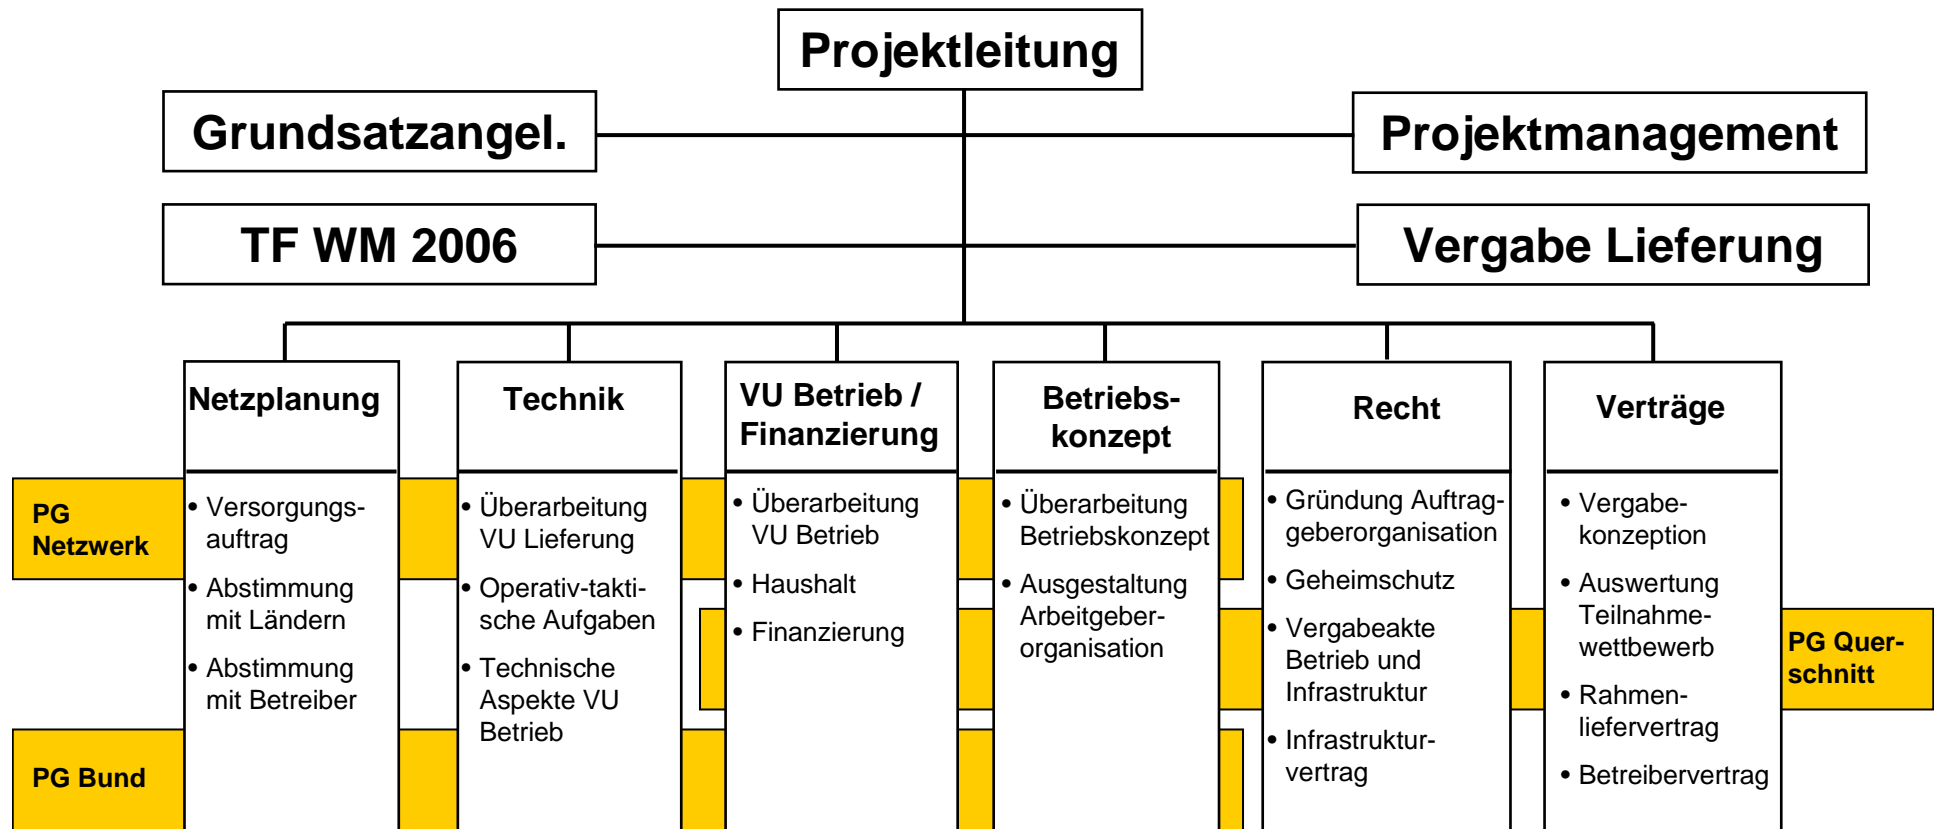 Projektleitung
Grundsatzangel.
Projektmanagement
TF WM 2006
Vergabe Lieferung
Netzplanung
Technik
VU Betrieb /
Finanzierung
Betriebs-
konzept
Recht
Verträge
PG
Netzwerk
PG Bund
• Versorgungs-
auftrag
• Abstimmung
mit Ländern
• Abstimmung
mit Betreiber
• Überarbeitung
VU Lieferung
• Operativ-takti-
sche Aufgaben
• Technische
Aspekte VU
Betrieb
• Überarbeitung
VU Betrieb
• Haushalt
• Finanzierung
• Überarbeitung
Betriebskonzept
• Ausgestaltung
Arbeitgeber-
organisation
• Gründung Auftrag-
geberorganisation
• Geheimschutz
• Vergabeakte
Betrieb und
Infrastruktur
• Infrastruktur-
vertrag
• Vergabe-
konzeption
• Auswertung
Teilnahme-
wettbewerb
• Rahmen-
liefervertrag
• Betreibervertrag
PG Quer-
schnitt